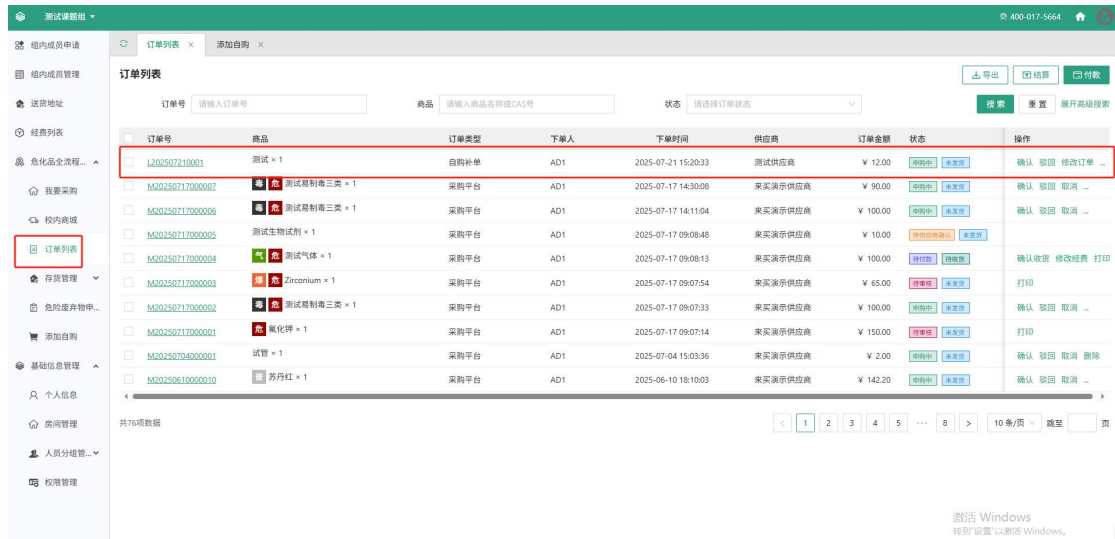 测试课题组 400-017-5664
组内成员申请 订单列表 × 添加自购 ×
组内成员管理 订单列表 导出 结算 付款
送货地址 订单号 请输入订单号 商品 请输入商品名称或CAS号 状态 请选择订单状态 搜索 重置 展开高级搜索
经费列表
订单号 商品 订单类型 下单人 下单时间 供应商 订单金额 状态 操作
危化品全流程... L202507210001 测试 × 1 自购补单 AD1 2025-07-21 15:20:33 测试供应商 ¥ 12.00 申购中 未发货 确认 驳回 修改订单 ...
我要采购 M20250717000007 毒 危 测试易制毒三类 × 1 采购平台 AD1 2025-07-17 14:30:08 来买演示供应商 ¥ 90.00 申购中 未发货 确认 驳回 取消 ...
校内商城 M20250717000006 毒 危 测试易制毒三类 × 1 采购平台 AD1 2025-07-17 14:11:04 来买演示供应商 ¥ 100.00 申购中 未发货 确认 驳回 取消 ...
订单列表 M20250717000005 测试生物试剂 × 1 采购平台 AD1 2025-07-17 09:08:48 来买演示供应商 ¥ 10.00 待供应商确认 未发货
存货管理 M20250717000004 气 危 测试气体 × 1 采购平台 AD1 2025-07-17 09:08:13 来买演示供应商 ¥ 100.00 待付款 待收货 确认收货 修改经费 打印
危险废弃物申... M20250717000003 爆 危 Zirconium × 1 采购平台 AD1 2025-07-17 09:07:54 来买演示供应商 ¥ 65.00 待审核 未发货 打印
添加自购 M20250717000002 毒 危 测试易制毒三类 × 1 采购平台 AD1 2025-07-17 09:07:33 来买演示供应商 ¥ 100.00 申购中 未发货 确认 驳回 取消 ...
M20250717000001 危 氟化钾 × 1 采购平台 AD1 2025-07-17 09:07:14 来买演示供应商 ¥ 150.00 待审核 未发货 打印
基础信息管理 M20250704000001 试管 × 1 采购平台 AD1 2025-07-04 15:03:36 来买演示供应商 ¥ 2.00 申购中 未发货 确认 驳回 取消 删除
个人信息 M20250610000010 普 苏丹红 × 1 采购平台 AD1 2025-06-10 18:10:03 来买演示供应商 ¥ 142.20 申购中 未发货 确认 驳回 取消 ...
房间管理 共76项数据 < 1 2 3 4 5 ··· 8 > 10 条/页 跳至 页
人员分组管...
权限管理
激活 Windows
转到"设置"以激活 Windows。